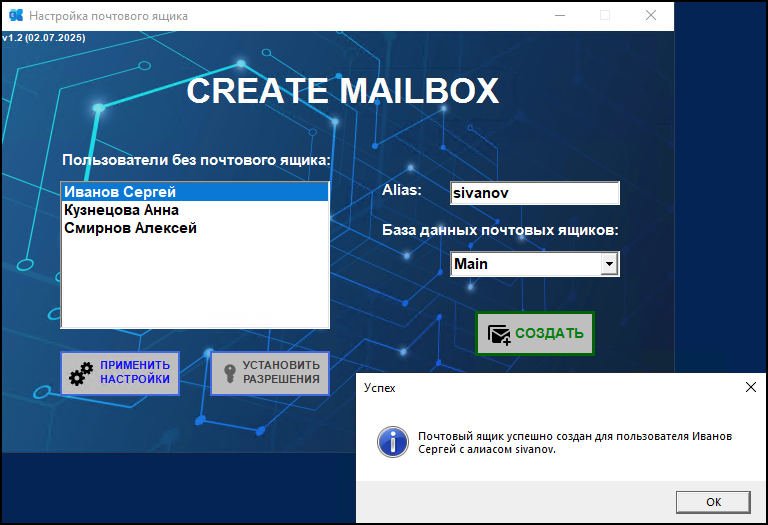 Настройка почтового ящика
v1.2 (02.07.2025)
CREATE MAILBOX
Пользователи без почтового ящика:
Иванов Сергей
Кузнецова Анна
Смирнов Алексей
Alias:
sivanov
База данных почтовых ящиков:
Main
СОЗДАТЬ
ПРИМЕНИТЬ
НАСТРОЙКИ
УСТАНОВИТЬ
РАЗРЕШЕНИЯ
Успех
Почтовый ящик успешно создан для пользователя Иванов
Сергей с алиасом sivanov.
ОК